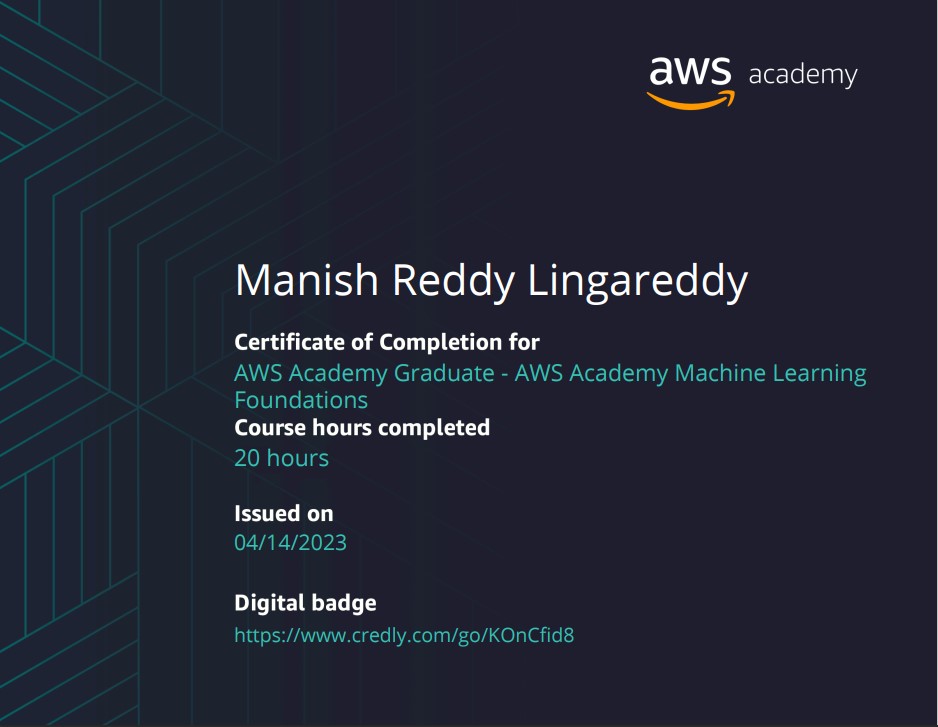 aws academy
Manish Reddy Lingareddy
Certificate of Completion for
AWS Academy Graduate - AWS Academy Machine Learning
Foundations
Course hours completed
20 hours
Issued on
04/14/2023
Digital badge
https://www.credly.com/go/KOnCfid8